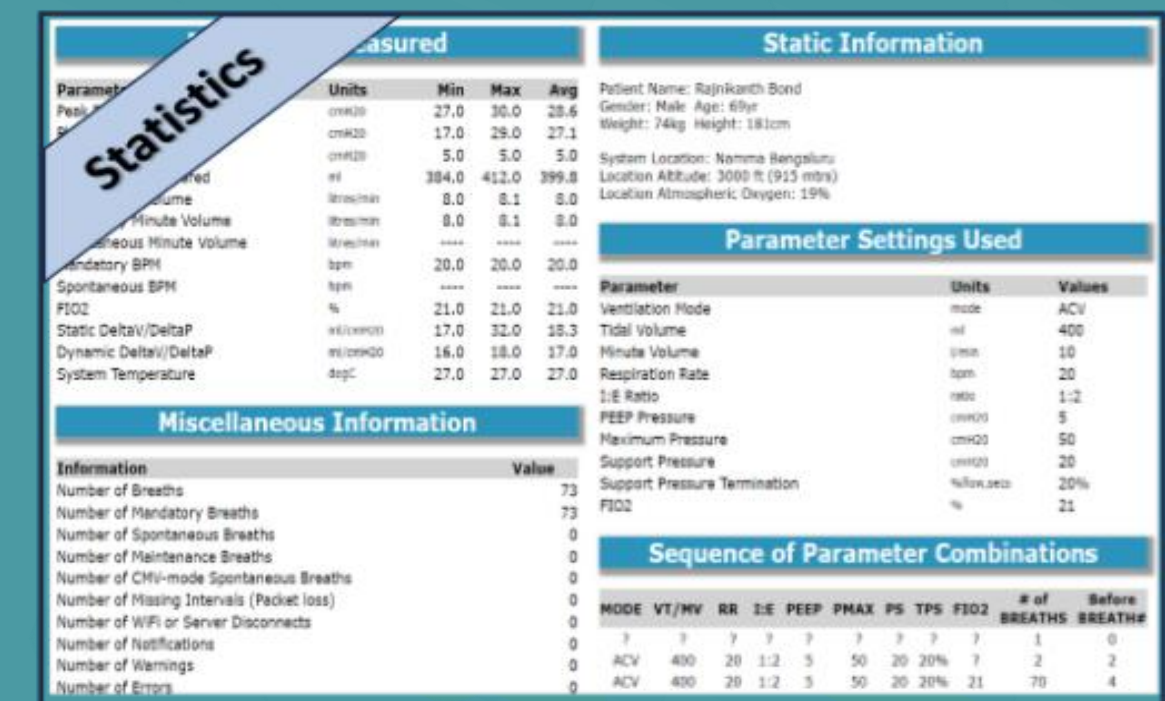 Statistics
asured
Paramet Units Min Max Avg
Peak cmH20 27.0 30.0 28.6
cmH20 17.0 29.0 27.1
cmH20 5.0 5.0 5.0
red ml 384.0 412.0 399.8
lume litres/min 8.0 8.1 8.0
Minute Volume litres/min 8.0 8.1 8.0
neous Minute Volume litres/min ---- ---- ----
andatory BPM bpm 20.0 20.0 20.0
Spontaneous BPM bpm ---- ---- ----
FIO2 % 21.0 21.0 21.0
Static DeltaV/DeltaP ml/cmH20 17.0 32.0 18.3
Dynamic DeltaV/DeltaP ml/cmH20 16.0 18.0 17.0
System Temperature degC 27.0 27.0 27.0
Miscellaneous Information
Information Value
Number of Breaths 73
Number of Mandatory Breaths 73
Number of Spontaneous Breaths 0
Number of Maintenance Breaths 0
Number of CMV-mode Spontaneous Breaths 0
Number of Missing Intervals (Packet loss) 0
Number of WiFi or Server Disconnects 0
Number of Notifications 0
Number of Warnings 0
Number of Errors 0
Static Information
Patient Name: Rajnikanth Bond
Gender: Male Age: 69yr
Weight: 74kg Height: 181cm
System Location: Namma Bengaluru
Location Altitude: 3000 ft (915 mtrs)
Location Atmospheric Oxygen: 19%
Parameter Settings Used
Parameter Units Values
Ventilation Mode mode ACV
Tidal Volume ml 400
Minute Volume l/min 10
Respiration Rate bpm 20
I:E Ratio ratio 1:2
PEEP Pressure cmH20 5
Maximum Pressure cmH20 50
Support Pressure cmH20 20
Support Pressure Termination %flow,secs 20%
FIO2 % 21
Sequence of Parameter Combinations
MODE VT/MV RR I:E PEEP PMAX PS TPS FIO2 # of BREATHS Before BREATH#
? ? ? ? ? ? ? ? ? 1 0
ACV 400 20 1:2 5 50 20 20% ? 2 2
ACV 400 20 1:2 5 50 20 20% 21 70 4